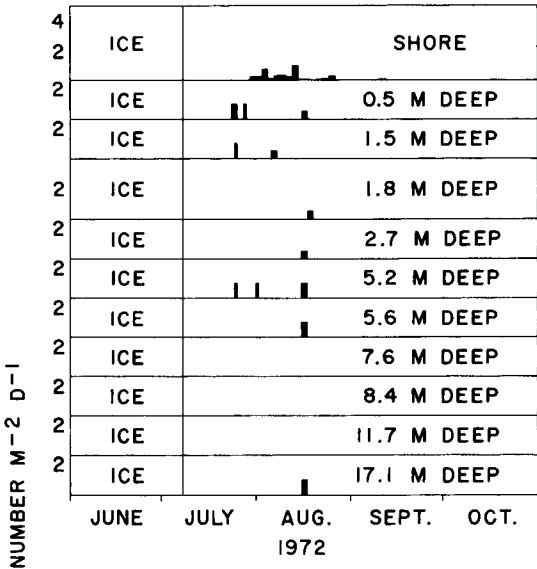 4
2 ICE SHORE
2 ICE 0.5 M DEEP
2 ICE 1.5 M DEEP
2 ICE 1.8 M DEEP
2 ICE 2.7 M DEEP
2 ICE 5.2 M DEEP
2 ICE 5.6 M DEEP
2 ICE 7.6 M DEEP
2 ICE 8.4 M DEEP
2 ICE 11.7 M DEEP
2 ICE 17.1 M DEEP
NUMBER M⁻² D⁻¹
JUNE JULY AUG. SEPT. OCT.
1972